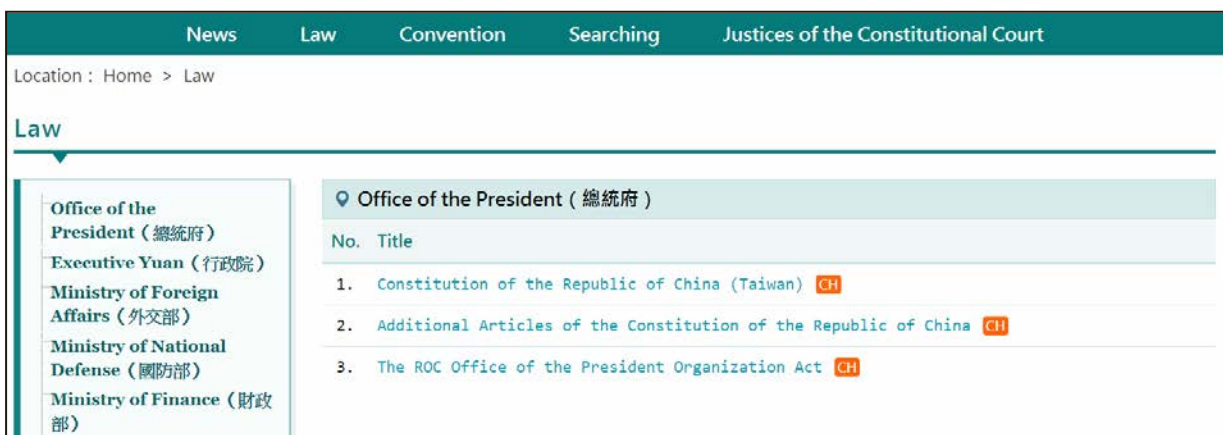 News Law Convention Searching Justices of the Constitutional Court
Location : Home > Law
Law
Office of the
President（總統府）
Executive Yuan（行政院）
Ministry of Foreign
Affairs（外交部）
Ministry of National
Defense（國防部）
Ministry of Finance（財政
部）
Office of the President（總統府）
No. Title
1. Constitution of the Republic of China (Taiwan) CH
2. Additional Articles of the Constitution of the Republic of China CH
3. The ROC Office of the President Organization Act CH